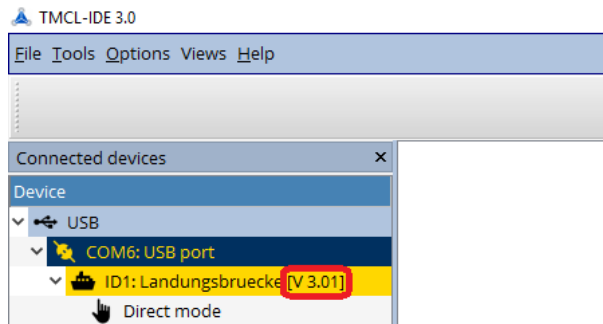 TMCL-IDE 3.0
File Tools Options Views Help
Connected devices
Device
USB
COM6: USB port
ID1: Landungsbruecke [V 3.01]
Direct mode